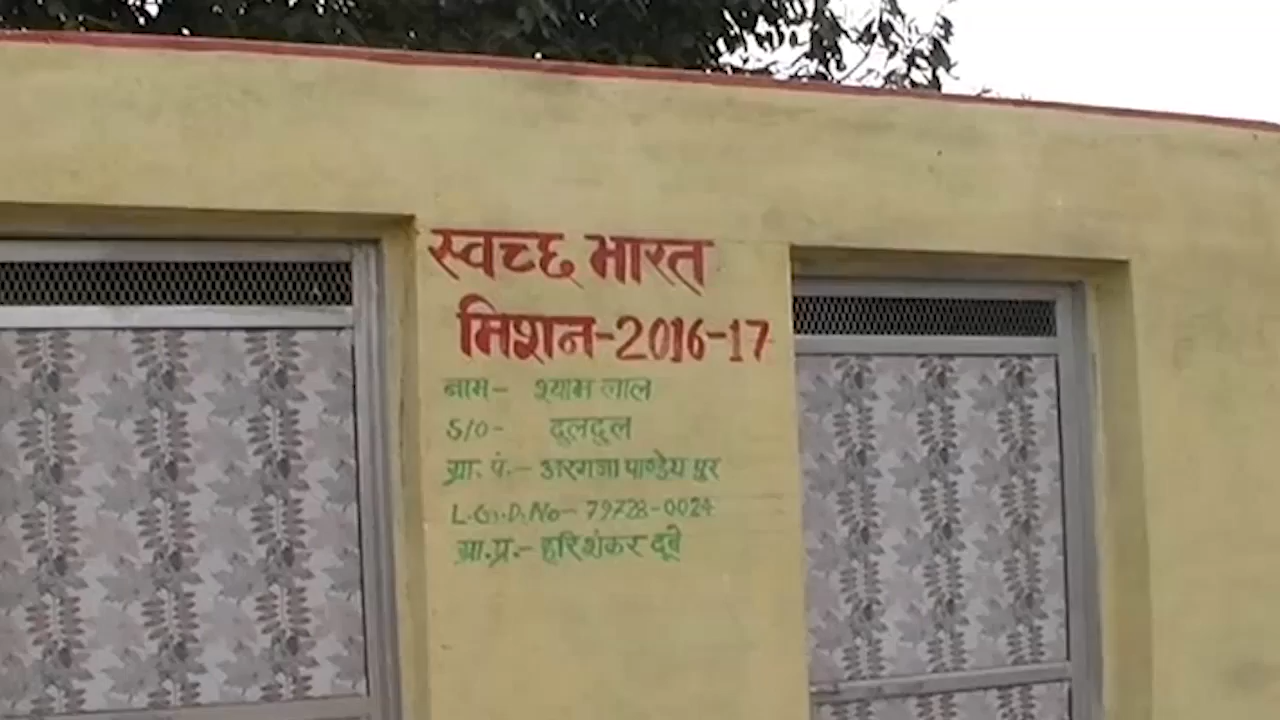 स्वच्छ भारत
मिशन-2016-17
नाम- श्याम लाल
S/O- दूलदूल
ग्रा. पं.- अरगजा पाण्डेय पुर
L.G.D.No- 79728-0024
ग्रा.प्र.- हरिशंकर दूबे